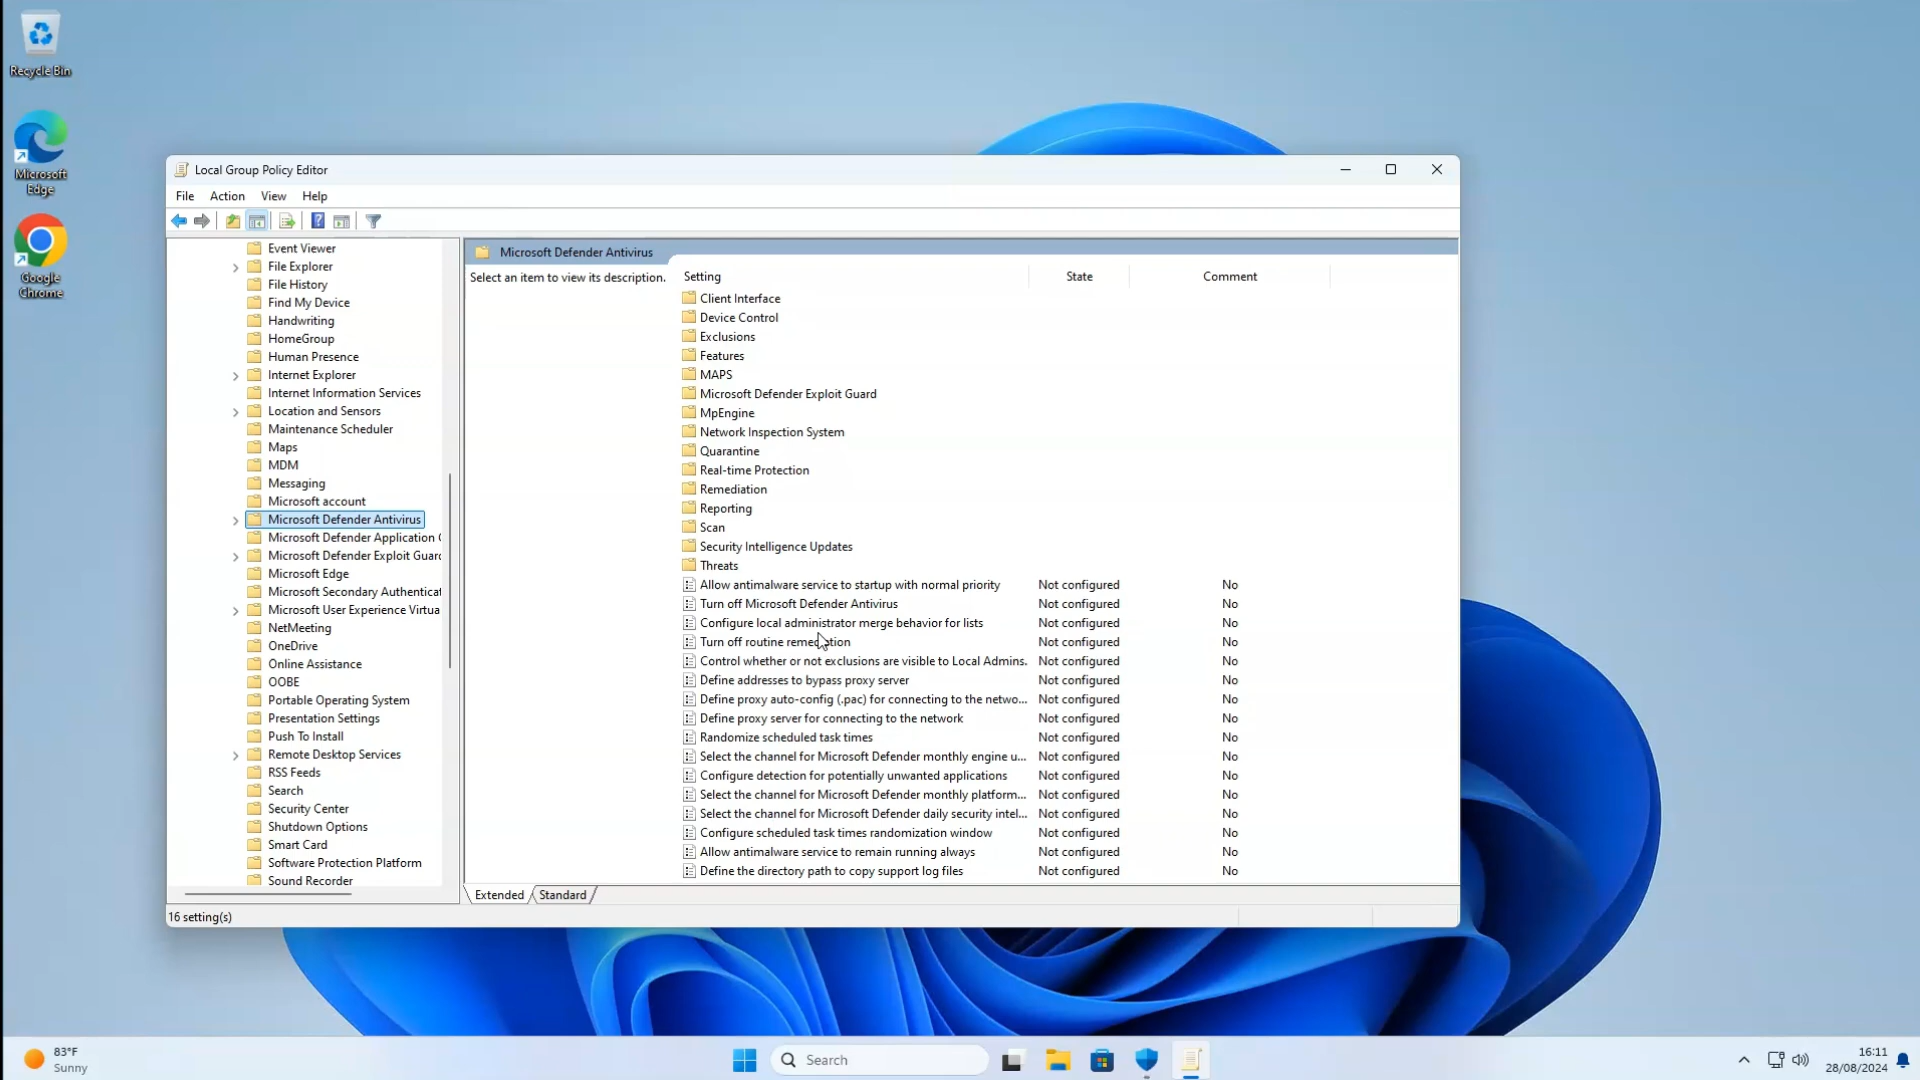 Recycle Bin
Microsoft
Edge
Google
Chrome
Local Group Policy Editor
File Action View Help
Event Viewer
File Explorer
File History
Find My Device
Handwriting
HomeGroup
Human Presence
Internet Explorer
Internet Information Services
Location and Sensors
Maintenance Scheduler
Maps
MDM
Messaging
Microsoft account
Microsoft Defender Antivirus
Microsoft Defender Application
Microsoft Defender Exploit Guard
Microsoft Edge
Microsoft Secondary Authenticat
Microsoft User Experience Virtua
NetMeeting
OneDrive
Online Assistance
OOBE
Portable Operating System
Presentation Settings
Push To Install
Remote Desktop Services
RSS Feeds
Search
Security Center
Shutdown Options
Smart Card
Software Protection Platform
Sound Recorder
Microsoft Defender Antivirus
Select an item to view its description.
Setting State Comment
Client Interface
Device Control
Exclusions
Features
MAPS
Microsoft Defender Exploit Guard
MpEngine
Network Inspection System
Quarantine
Real-time Protection
Remediation
Reporting
Scan
Security Intelligence Updates
Threats
Allow antimalware service to startup with normal priority Not configured No
Turn off Microsoft Defender Antivirus Not configured No
Configure local administrator merge behavior for lists Not configured No
Turn off routine remediation Not configured No
Control whether or not exclusions are visible to Local Admins. Not configured No
Define addresses to bypass proxy server Not configured No
Define proxy auto-config (.pac) for connecting to the netwo... Not configured No
Define proxy server for connecting to the network Not configured No
Randomize scheduled task times Not configured No
Select the channel for Microsoft Defender monthly engine u... Not configured No
Configure detection for potentially unwanted applications Not configured No
Select the channel for Microsoft Defender monthly platform... Not configured No
Select the channel for Microsoft Defender daily security intel... Not configured No
Configure scheduled task times randomization window Not configured No
Allow antimalware service to remain running always Not configured No
Define the directory path to copy support log files Not configured No
Extended Standard
16 setting(s)
83°F
Sunny
Search
16:11
28/08/2024